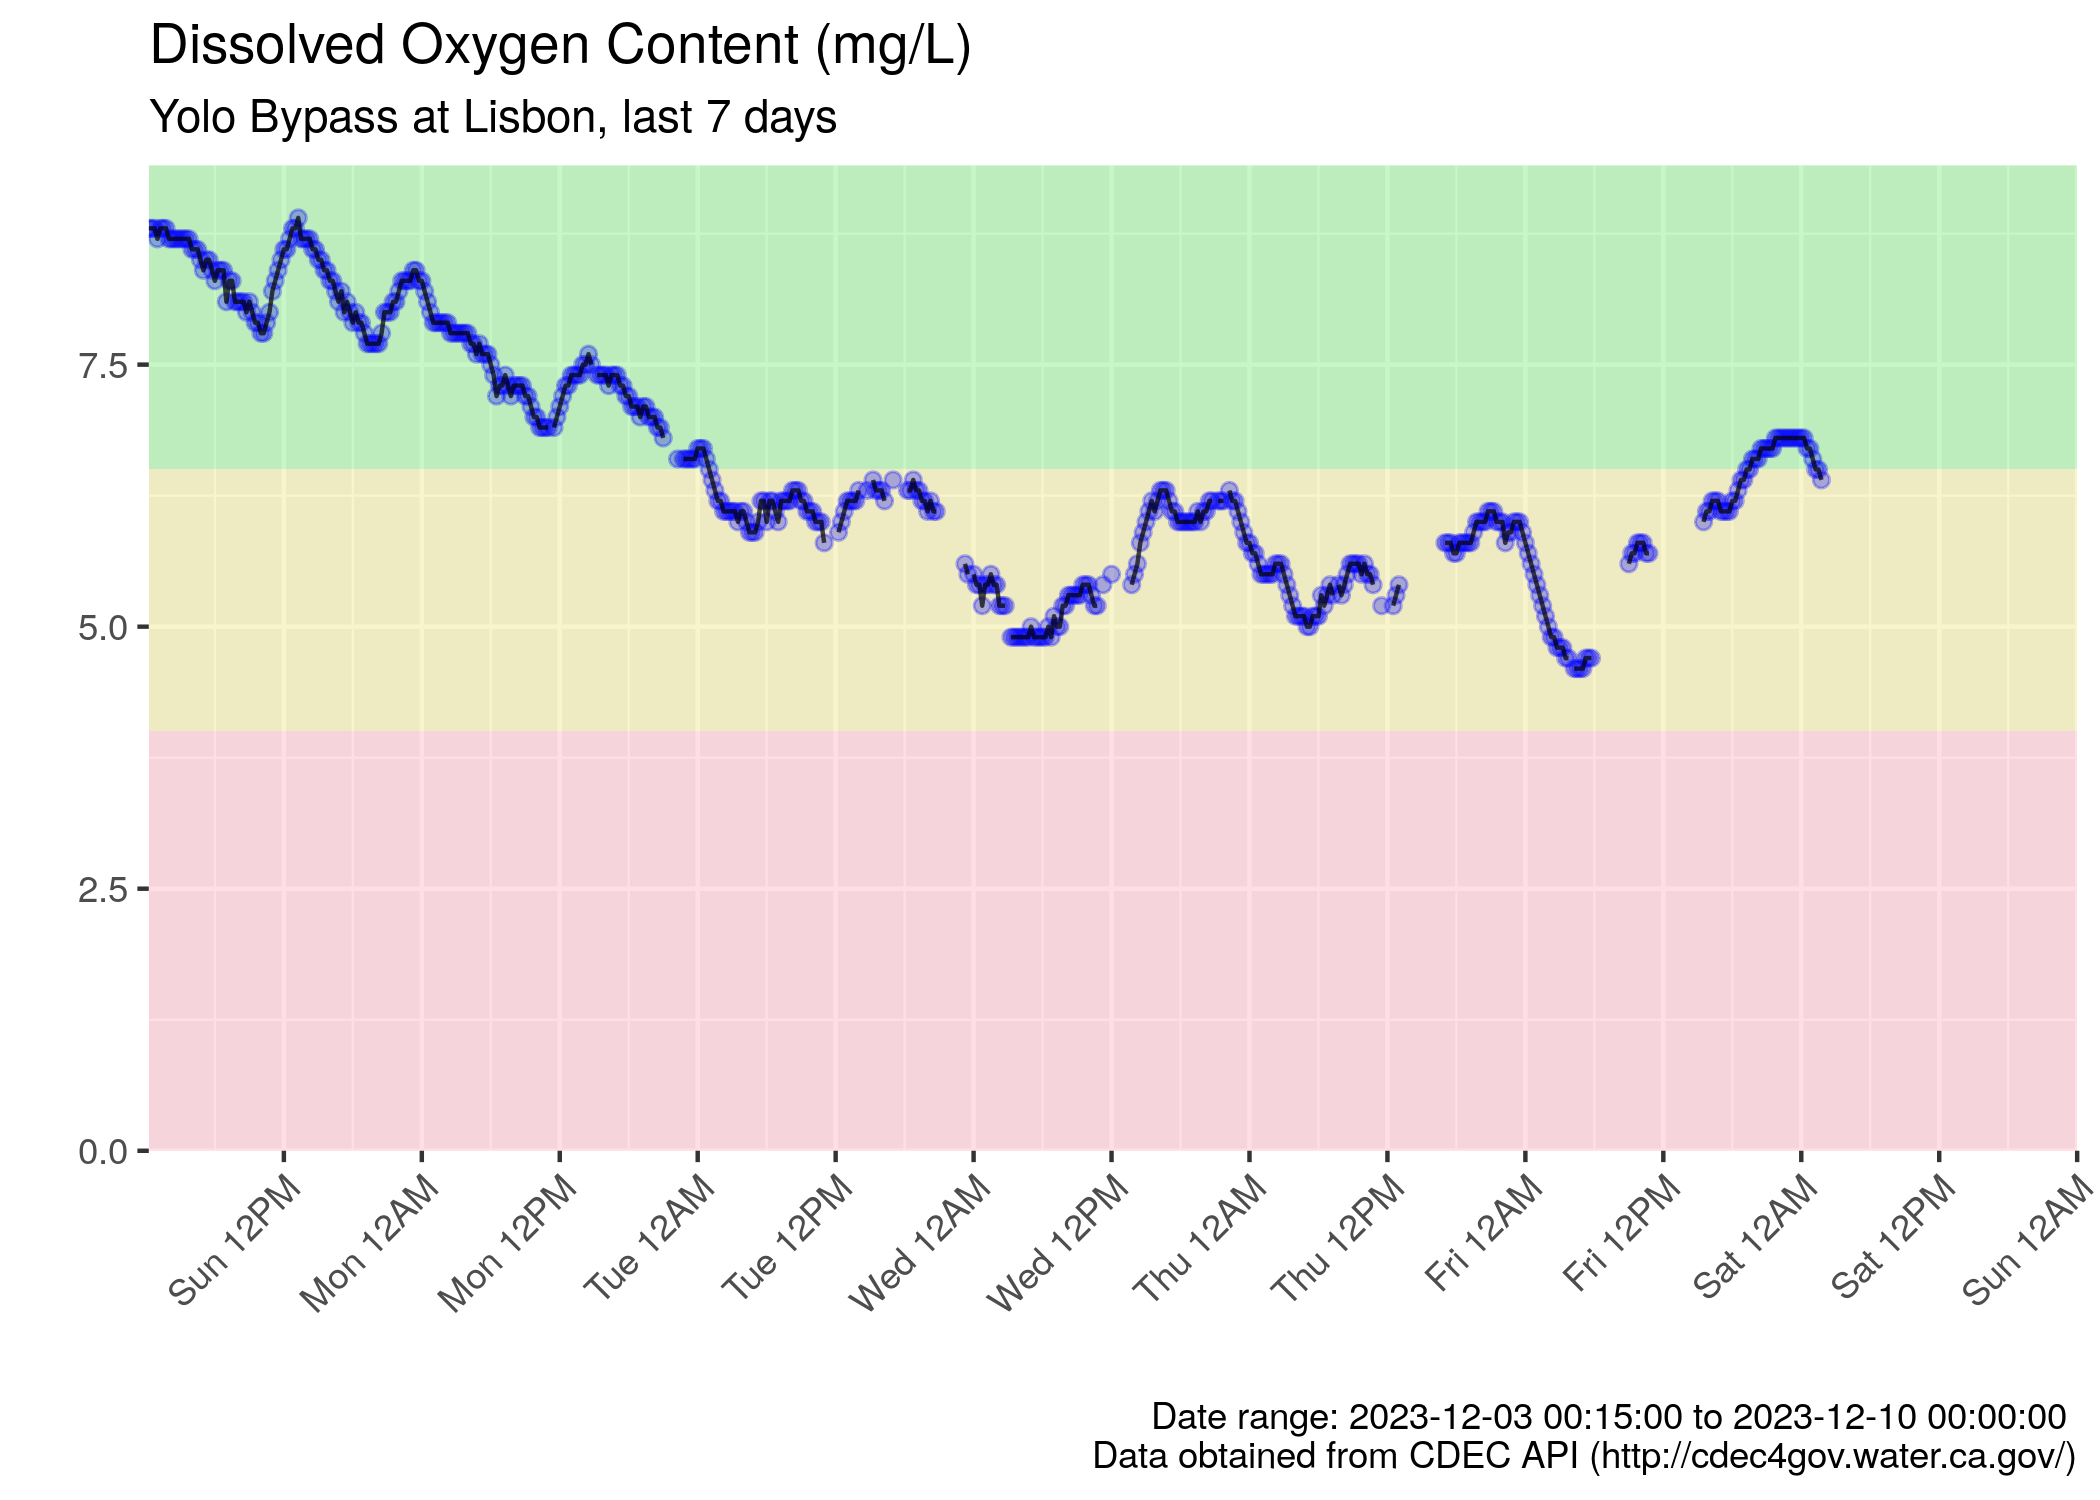 Dissolved Oxygen Content (mg/L)
Yolo Bypass at Lisbon, last 7 days
7.5
5.0
2.5
0.0
Sun 12PM
Mon 12AM
Mon 12PM
Tue 12AM
Tue 12PM
Wed 12AM
Wed 12PM
Thu 12AM
Thu 12PM
Fri 12AM
Fri 12PM
Sat 12AM
Sat 12PM
Sun 12AM
Date range: 2023-12-03 00:15:00 to 2023-12-10 00:00:00
Data obtained from CDEC API (http://cdec4gov.water.ca.gov/)